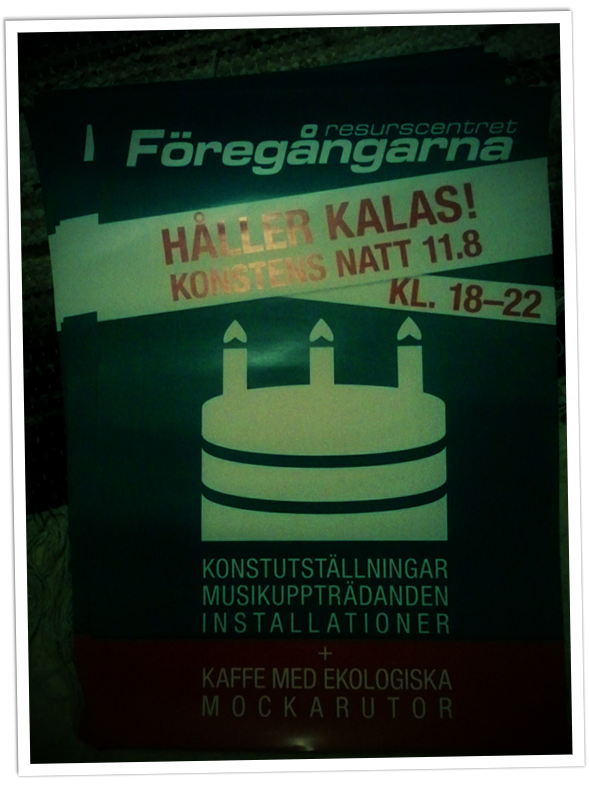 resurscentret
Föregångarna
HÅLLER KALAS!
KONSTENS NATT 11.8
KL. 18–22
KONSTUTSTÄLLNINGAR
MUSIKUPPTRÄDANDEN
INSTALLATIONER
+
KAFFE MED EKOLOGISKA
MOCKARUTOR